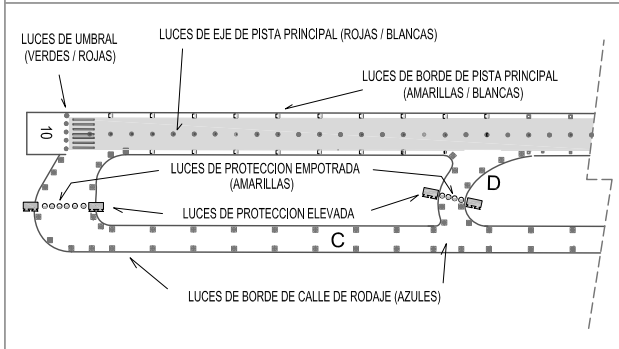 LUCES DE UMBRAL
(VERDES / ROJAS)
LUCES DE EJE DE PISTA PRINCIPAL (ROJAS / BLANCAS)
LUCES DE BORDE DE PISTA PRINCIPAL
(AMARILLAS / BLANCAS)
10
LUCES DE PROTECCION EMPOTRADA
(AMARILLAS)
D
LUCES DE PROTECCION ELEVADA
C
LUCES DE BORDE DE CALLE DE RODAJE (AZULES)